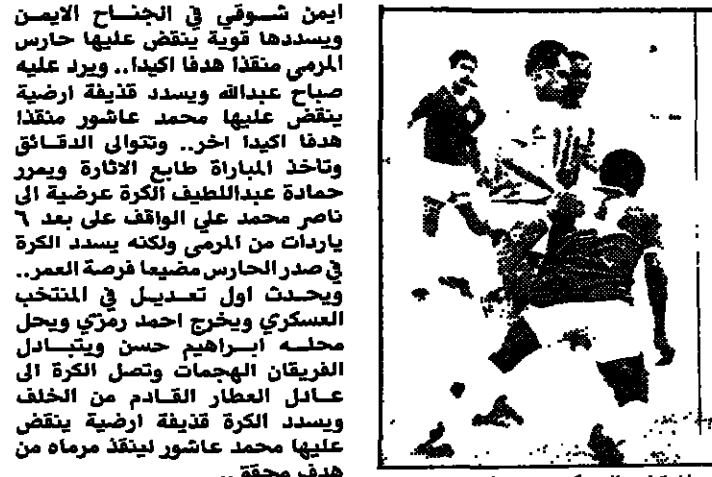 ايمن شوقي في الجناح الايمن
ويسددها قوية ينقض عليها حارس
المرمى منقذا هدفا اكيدا.. ويرد عليه
صباح عبدالله ويسدد قذيفة ارضية
ينقض عليها محمد عاشور منقذا
هدفا اكيدا اخر.. وتتوالى الدقائق
وتاخذ المباراة طابع الاثارة ويمرر
حمادة عبداللطيف الكرة عرضية الى
ناصر محمد علي الواقف على بعد ٦
ياردات من المرمى ولكنه يسدد الكرة
في صدر الحارس مضيعا فرصة العمر..
ويحدث اول تعديل في المنتخب
العسكري ويخرج احمد رمزي ويحل
محله ابراهيم حسن ويتبادل
الفريقان الهجمات وتصل الكرة الى
عادل العطار القادم من الخلف
ويسدد الكرة قذيفة ارضية ينقض
عليها محمد عاشور لينقذ مرماه من
هدف محقق..